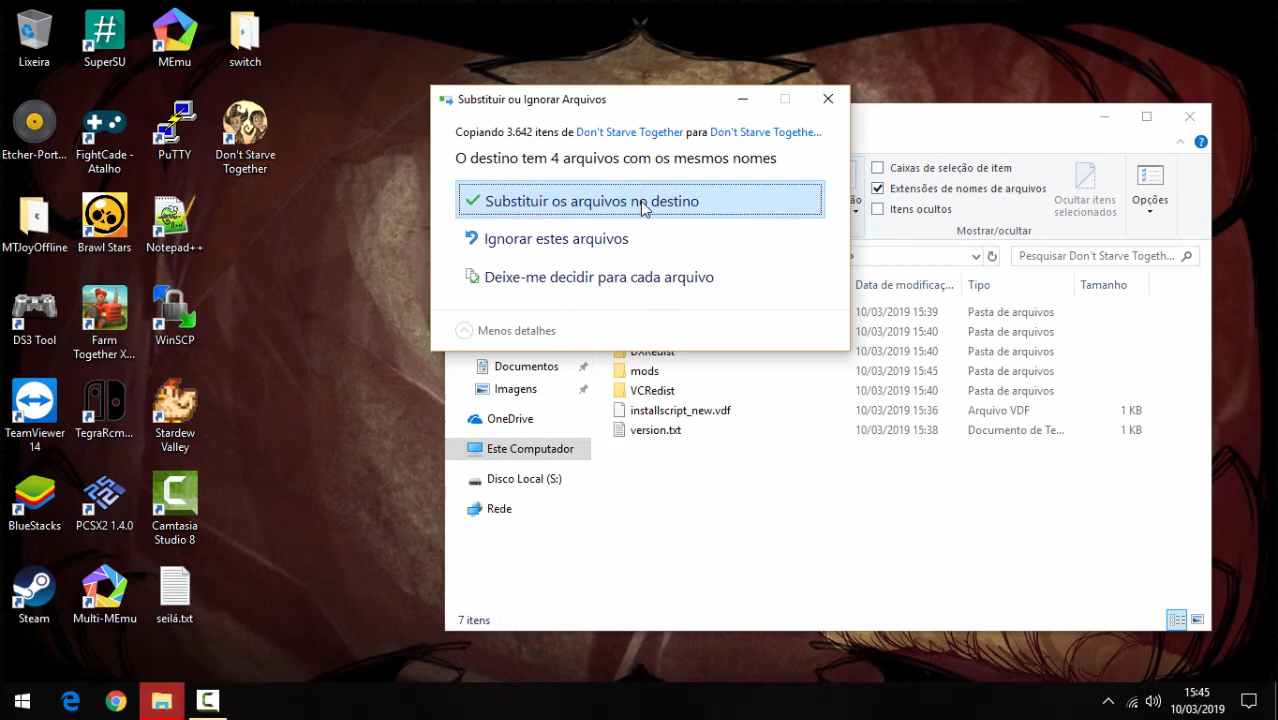 Lixeira
SuperSU
MEmu
switch
Etcher-Port...
FightCade -
Atalho
PuTTY
Don't Starve
Together
MTJoyOffline
Brawl Stars
Notepad++
DS3 Tool
Farm
Together X...
WinSCP
TeamViewer
14
TegraRcm...
Stardew
Valley
BlueStacks
PCSX2 1.4.0
Camtasia
Studio 8
Steam
Multi-MEmu
seilá.txt
Substituir ou Ignorar Arquivos
Copiando 3.642 itens de Don't Starve Together para Don't Starve Togethe...
O destino tem 4 arquivos com os mesmos nomes
Substituir os arquivos no destino
Ignorar estes arquivos
Deixe-me decidir para cada arquivo
Menos detalhes
Caixas de seleção de item
Extensões de nomes de arquivos
Itens ocultos
Ocultar itens
selecionados
Opções
Mostrar/ocultar
Pesquisar Don't Starve Togeth...
Data de modificaç... Tipo Tamanho
10/03/2019 15:39 Pasta de arquivos
10/03/2019 15:40 Pasta de arquivos
DXRedist 10/03/2019 15:40 Pasta de arquivos
mods 10/03/2019 15:45 Pasta de arquivos
VCRedist 10/03/2019 15:40 Pasta de arquivos
installscript_new.vdf 10/03/2019 15:36 Arquivo VDF 1 KB
version.txt 10/03/2019 15:38 Documento de Te... 1 KB
Documentos
Imagens
OneDrive
Este Computador
Disco Local (S:)
Rede
7 itens
15:45
10/03/2019